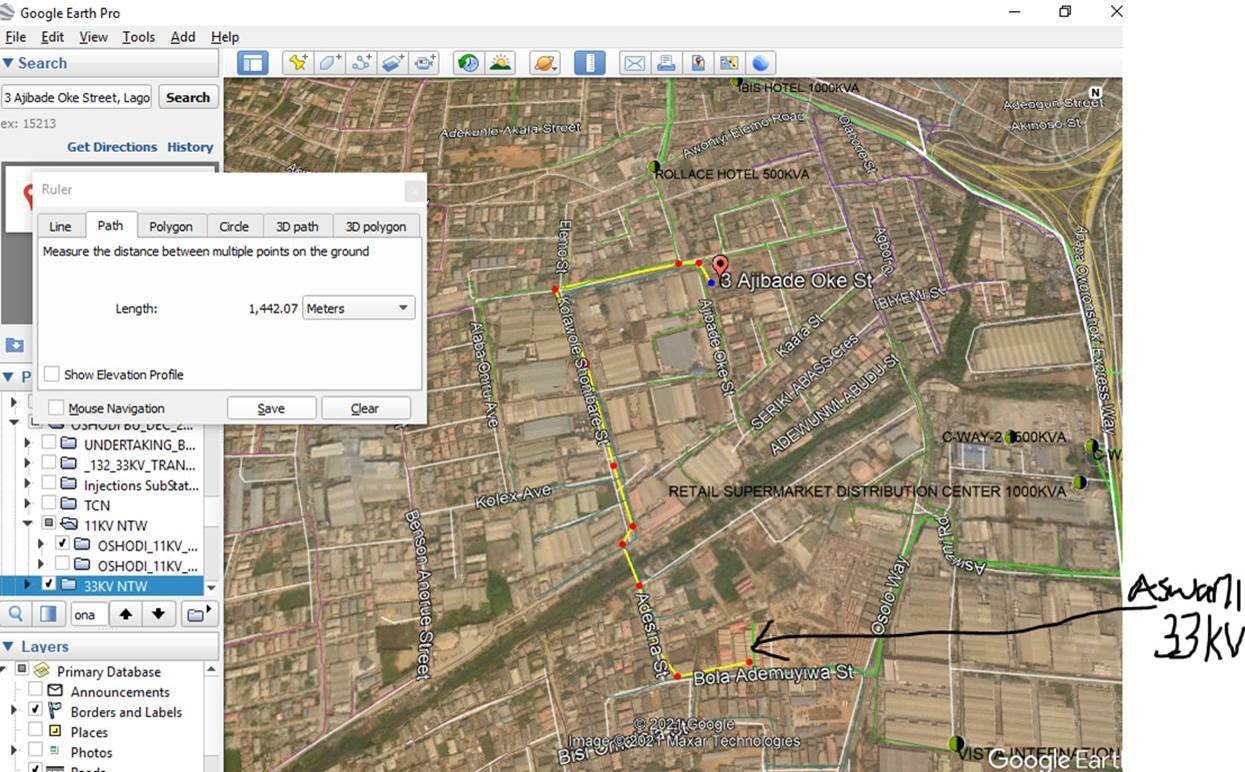 Google Earth Pro
File Edit View Tools Add Help
Search
3 Ajibade Oke Street, Lago
Search
ex: 15213
Get Directions History
Ruler
Line Path Polygon Circle 3D path 3D polygon
Measure the distance between multiple points on the ground
Length: 1,442.07 Meters
Show Elevation Profile
Mouse Navigation
Save
Clear
P
OSHODI BU_DEC_2...
UNDERTAKING_B...
_132_33KV_TRAN...
Injections SubStat...
TCN
11KV NTW
OSHODI_11KV_...
OSHODI_11KV_...
33KV NTW
ona
Layers
Primary Database
Announcements
Borders and Labels
Places
Photos
Roads
N
IBIS HOTEL 1000KVA
Adeogun Street
Akinoso St
Adekunle Akala Street
Awoniyi Elemo Road
Olabode St
ROLLACE HOTEL 500KVA
Elemo St
Agboro
Apapa Oworonshoki Express Way
3 Ajibade Oke St
IBIYEMI St
Kolawole Shonibare St
Alaba Oniru Ave
Ajibade Oke St
Kaara St
SERIKI ABASS Cres
ADEWUNMI ABUDU St
C-WAY-2 1500KVA
C-W
RETAIL SUPERMARKET DISTRIBUTION CENTER 1000KVA
Kolex Ave
Benson Anorue Street
Aswani Rd
Osolo Way
Adesina St
Bola Ademuyiwa St
Aswani
33KV
© 2021 Google
Image © 2021 Maxar Technologies
VISTA INTERNATION
Google Earth